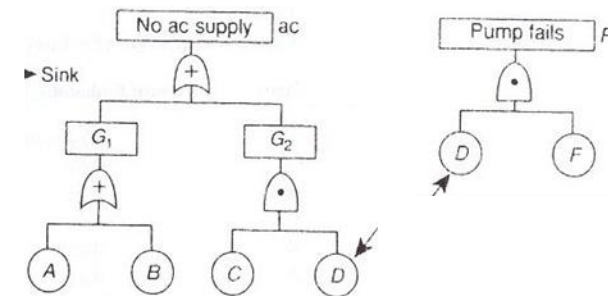 No ac supply ac
Pump fails
Sink
+
•
G1 G2
D F
+ •
A B C D